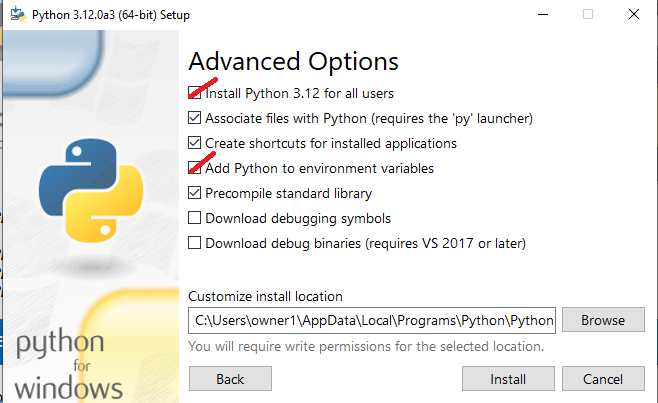 Python 3.12.0a3 (64-bit) Setup
Advanced Options
Install Python 3.12 for all users
Associate files with Python (requires the 'py' launcher)
Create shortcuts for installed applications
Add Python to environment variables
Precompile standard library
Download debugging symbols
Download debug binaries (requires VS 2017 or later)
Customize install location
C:\Users\owner1\AppData\Local\Programs\Python\Python
Browse
You will require write permissions for the selected location.
python
for
windows
Back
Install
Cancel